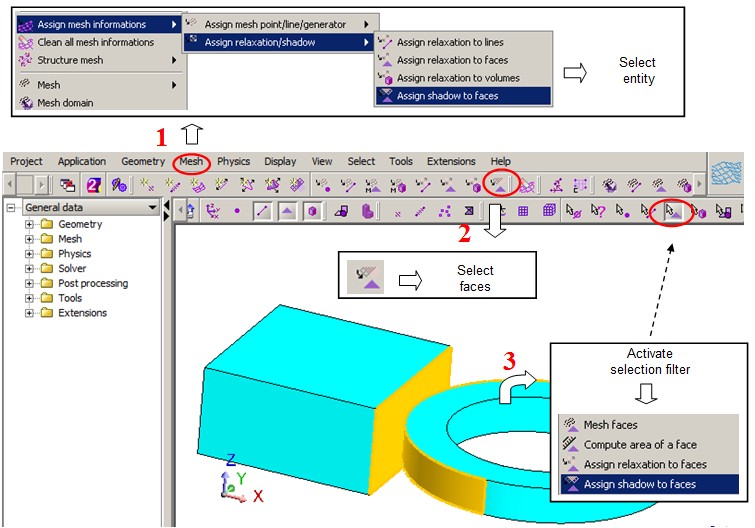 Assign mesh informations
Clean all mesh informations
Structure mesh
Mesh
Mesh domain
Assign mesh point/line/generator
Assign relaxation/shadow
Assign relaxation to lines
Assign relaxation to faces
Assign relaxation to volumes
Assign shadow to faces
Select
entity
1
Project Application Geometry Mesh Physics Display View Select Tools Extensions Help
General data
Geometry
Mesh
Physics
Solver
Post processing
Tools
Extensions
2
Select
faces
3
Activate
selection filter
Mesh faces
Compute area of a face
Assign relaxation to faces
Assign shadow to faces
Z
Y
X